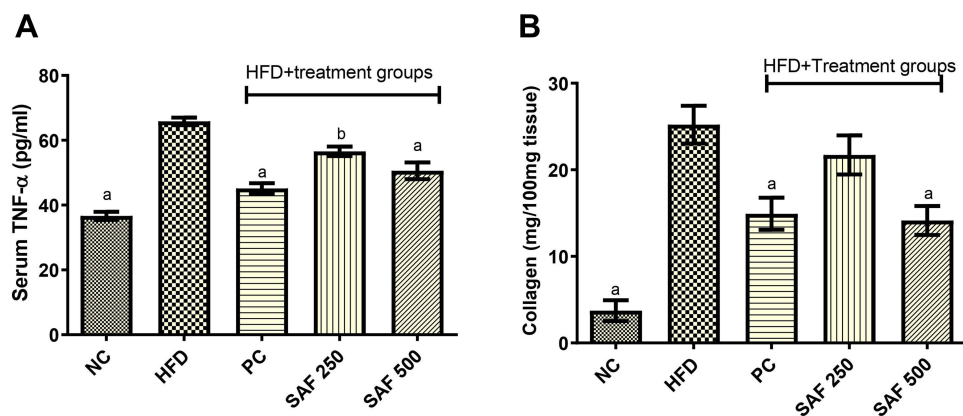 A
HFD+treatment groups
Serum TNF-α (pg/ml)
80
60
40
20
0
a
a
b
a
NC
HFD
PC
SAF 250
SAF 500
B
HFD+Treatment groups
Collagen (mg/100mg tissue)
30
20
10
0
a
a
a
NC
HFD
PC
SAF 250
SAF 500